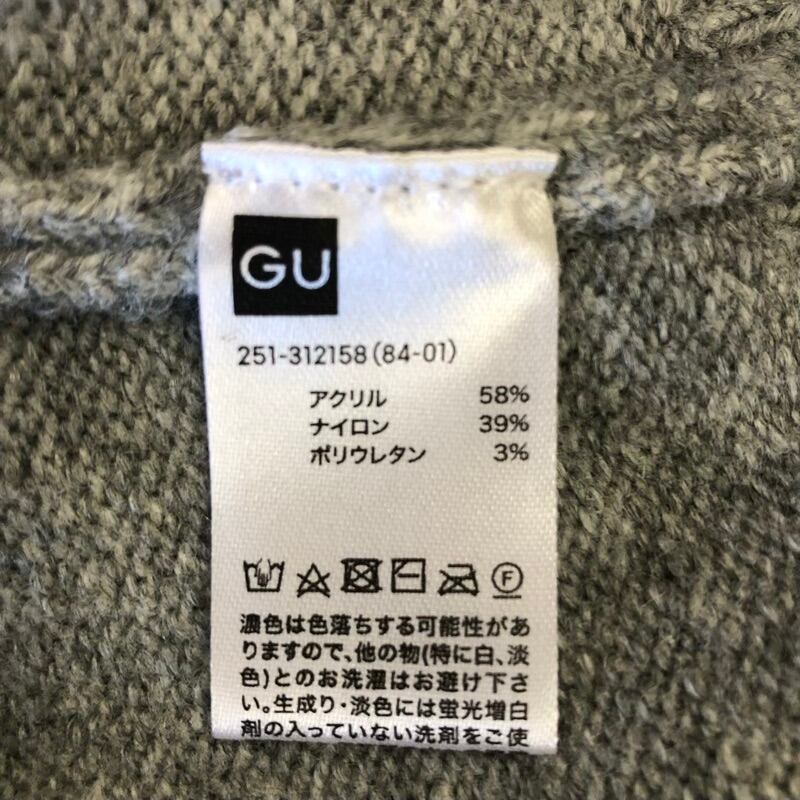 GU
251-312158(84-01)
アクリル 58%
ナイロン 39%
ポリウレタン 3%
F
濃色は色落ちする可能性があ
りますので、他の物(特に白、淡
色)とのお洗濯はお避け下さ
い。生成り・淡色には蛍光増白
剤の入っていない洗剤をご使